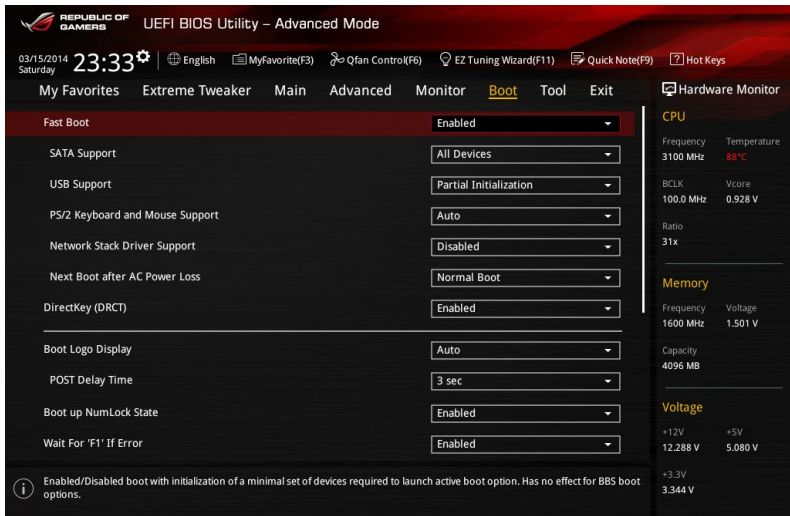 REPUBLIC OF
GAMERS
UEFI BIOS Utility – Advanced Mode
03/15/2014
Saturday
23:33
English
MyFavorite(F3)
Qfan Control(F6)
EZ Tuning Wizard(F11)
Quick Note(F9)
? Hot Keys
My Favorites Extreme Tweaker Main Advanced Monitor Boot Tool Exit
Fast Boot Enabled
SATA Support All Devices
USB Support Partial Initialization
PS/2 Keyboard and Mouse Support Auto
Network Stack Driver Support Disabled
Next Boot after AC Power Loss Normal Boot
DirectKey (DRCT) Enabled
Boot Logo Display Auto
POST Delay Time 3 sec
Boot up NumLock State Enabled
Wait For 'F1' If Error Enabled
i
Enabled/Disabled boot with initialization of a minimal set of devices required to launch active boot option. Has no effect for BBS boot
options.
Hardware Monitor
CPU
Frequency Temperature
3100 MHz 88°C
BCLK Vcore
100.0 MHz 0.928 V
Ratio
31x
Memory
Frequency Voltage
1600 MHz 1.501 V
Capacity
4096 MB
Voltage
+12V +5V
12.288 V 5.080 V
+3.3V
3.344 V